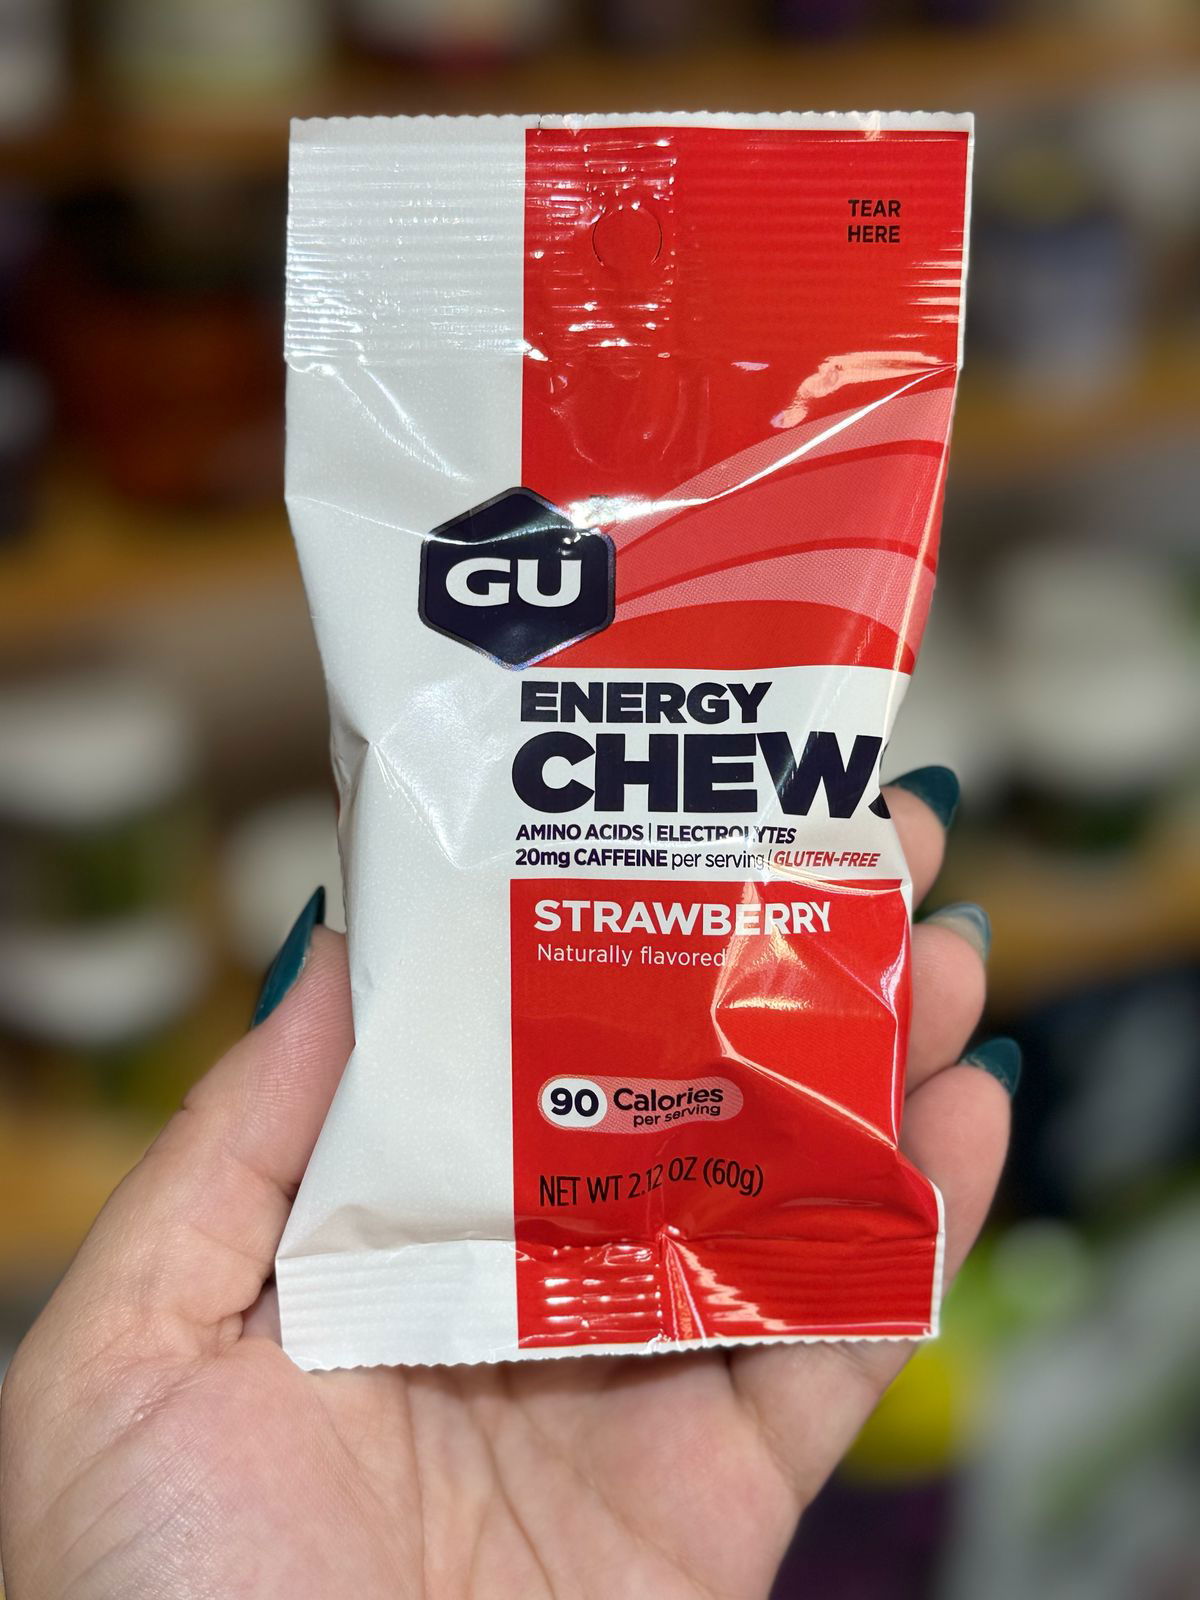 TEAR
HERE
GU
ENERGY
CHEWS
AMINO ACIDS | ELECTROLYTES
20mg CAFFEINE per serving | GLUTEN-FREE
STRAWBERRY
Naturally flavored
90 Calories
per serving
NET WT 2.12 OZ (60g)